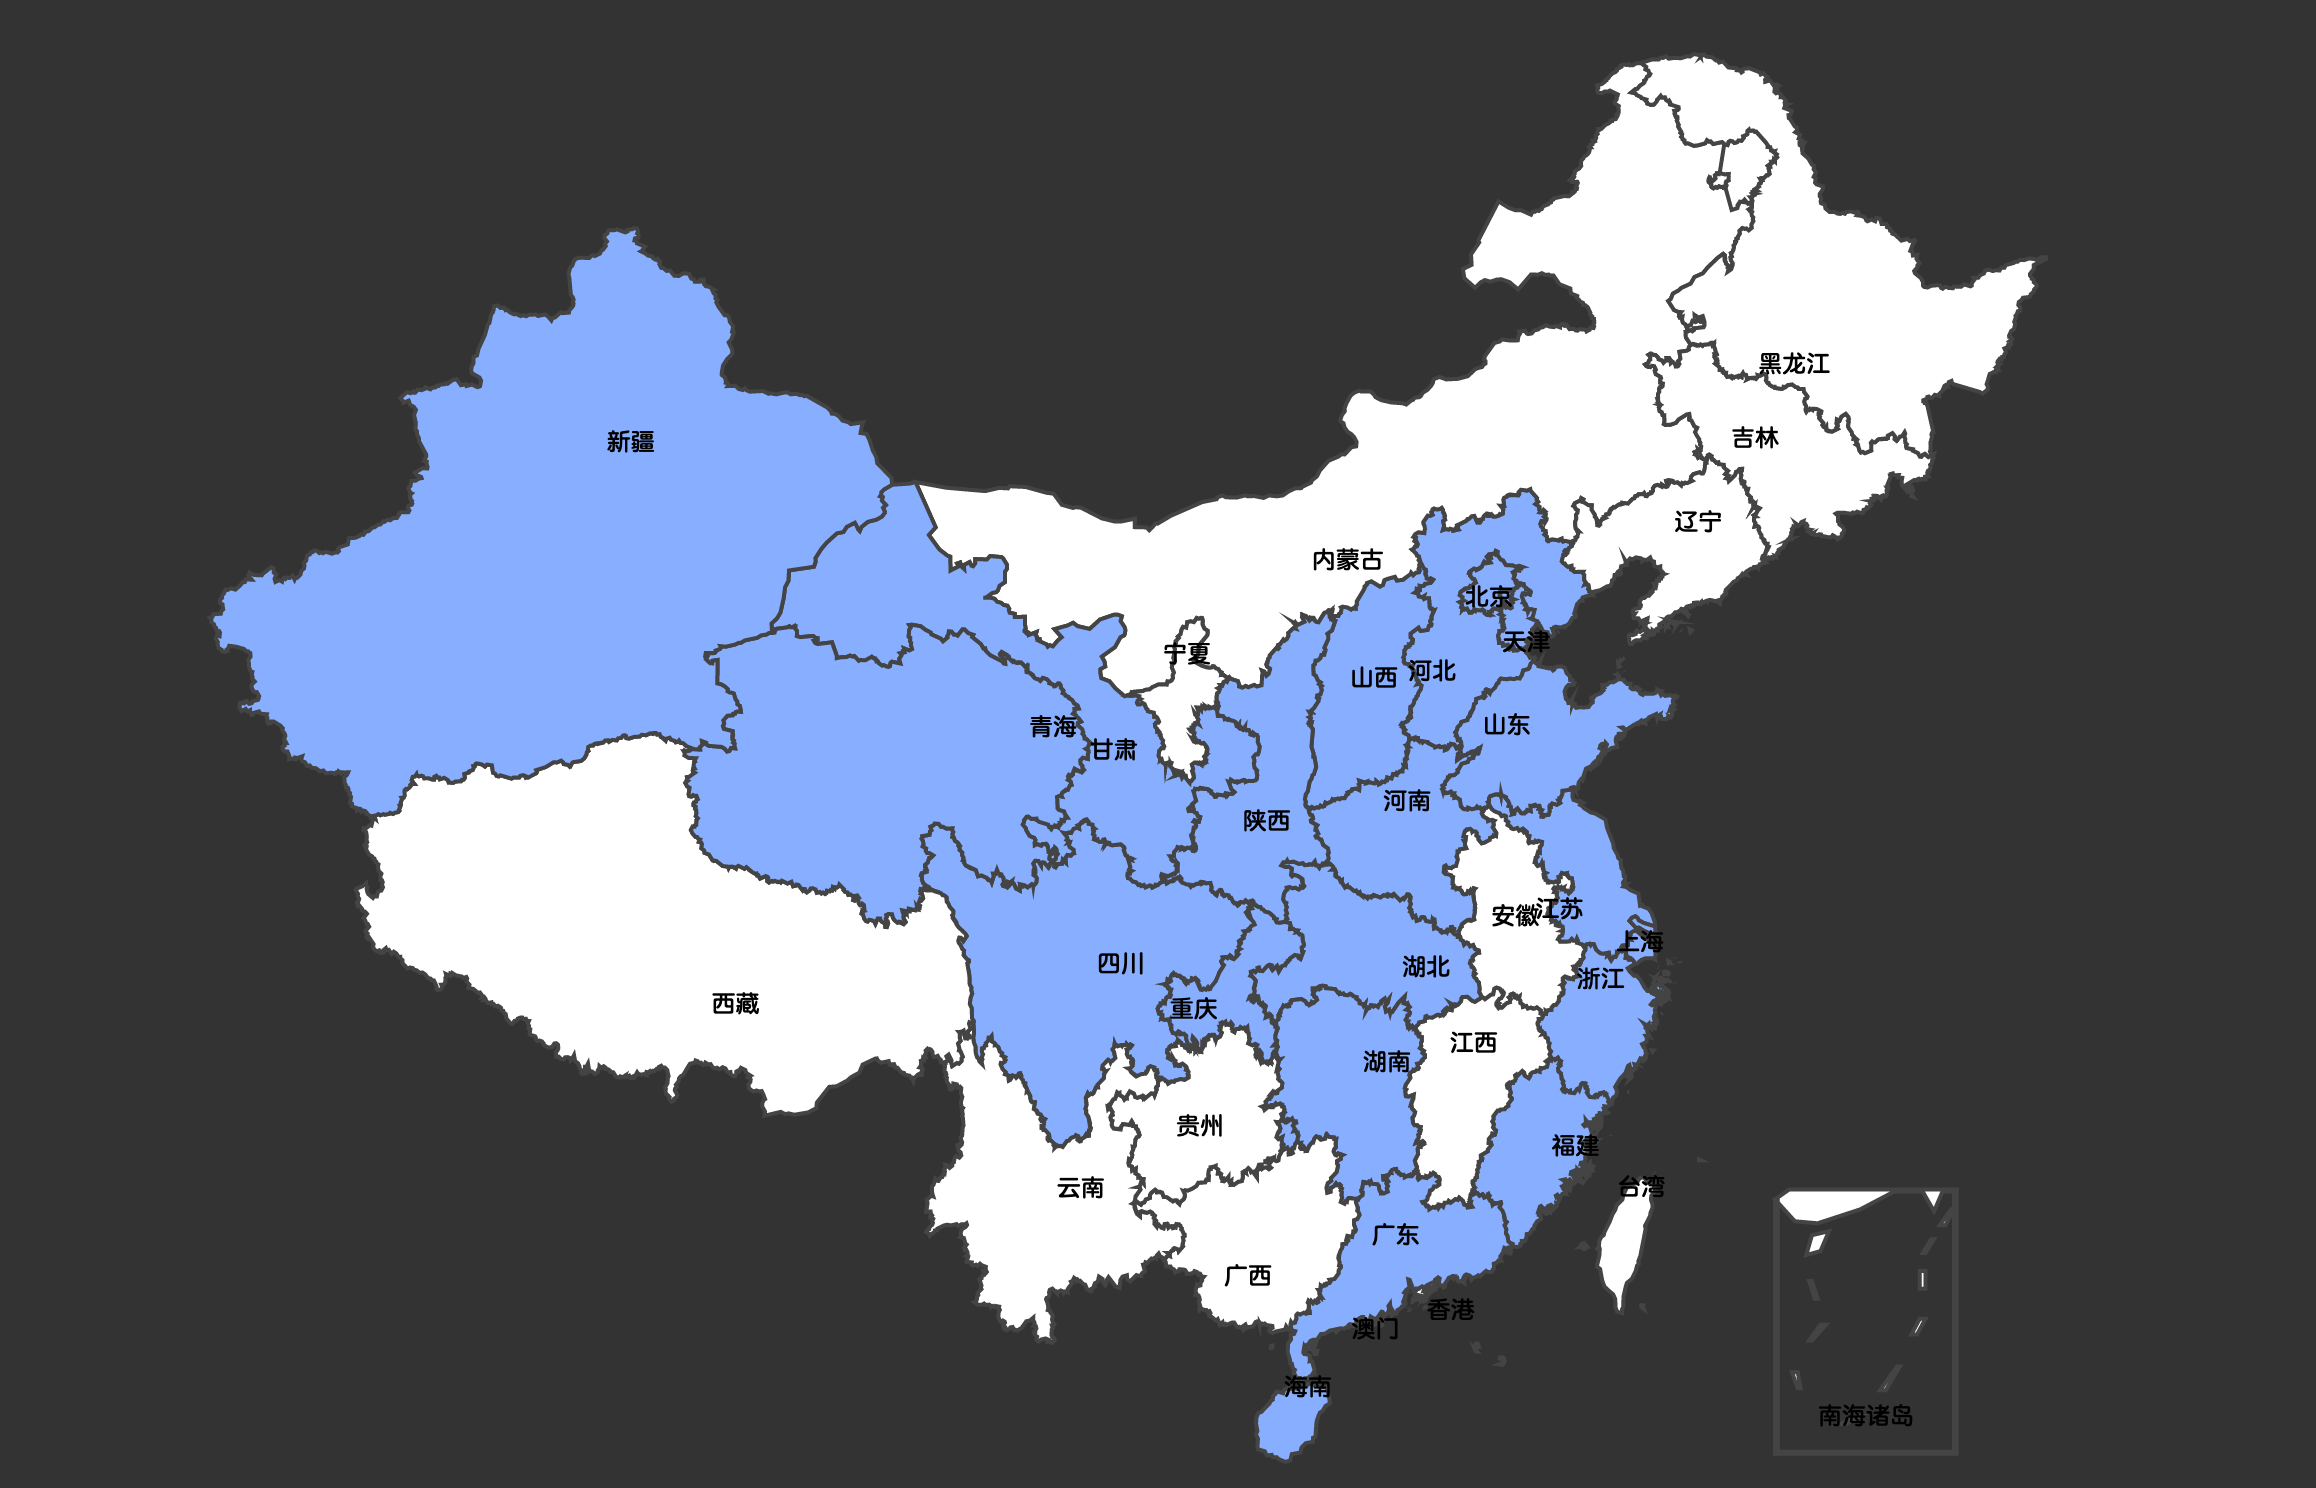 黑龙江
吉林
新疆
辽宁
内蒙古
北京
天津
宁夏
山西
河北
青海
山东
甘肃
河南
陕西
江苏
安徽
上海
四川
湖北
浙江
西藏
重庆
江西
湖南
贵州
福建
云南
台湾
广东
广西
香港
澳门
海南
南海诸岛